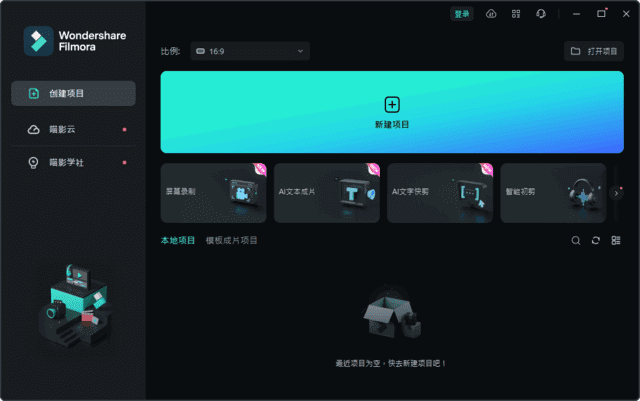 Wondershare
Filmora
登录
比例:
16:9
打开项目
创建项目
喵影云
喵影学社
新建项目
屏幕录制
AI文本成片
AI文字快剪
智能初剪
本地项目
模板成片项目
最近项目为空，快去新建项目吧！